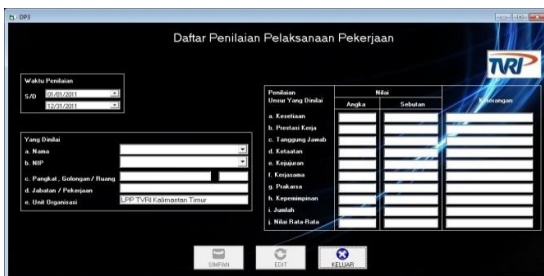 DP3
Daftar Penilaian Pelaksanaan Pekerjaan
TVRI
Waktu Penilaian
S/D
01/01/2011
12/31/2011
Yang Dinilai
a. Nama
b. NIP
c. Pangkat, Golongan / Ruang
d. Jabatan / Pekerjaan
e. Unit Organisasi
LPP TVRI Kalimantan Timur
Penilaian
Unsur Yang Dinilai
Nilai
Angka
Sebutan
Keterangan
a. Kesetiaan
b. Prestasi Kerja
c. Tanggung Jawab
d. Ketaatan
e. Kejujuran
f. Kerjasama
g. Prakarsa
h. Kepemimpinan
i. Jumlah
j. Nilai Rata-Rata
SIMPAN
EDIT
KELUAR